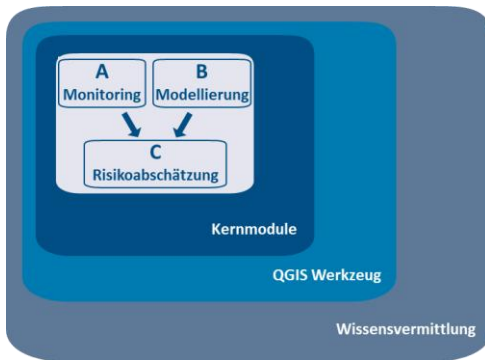 A
Monitoring
B
Modellierung
C
Risikoabschätzung
Kernmodule
QGIS Werkzeug
Wissensvermittlung